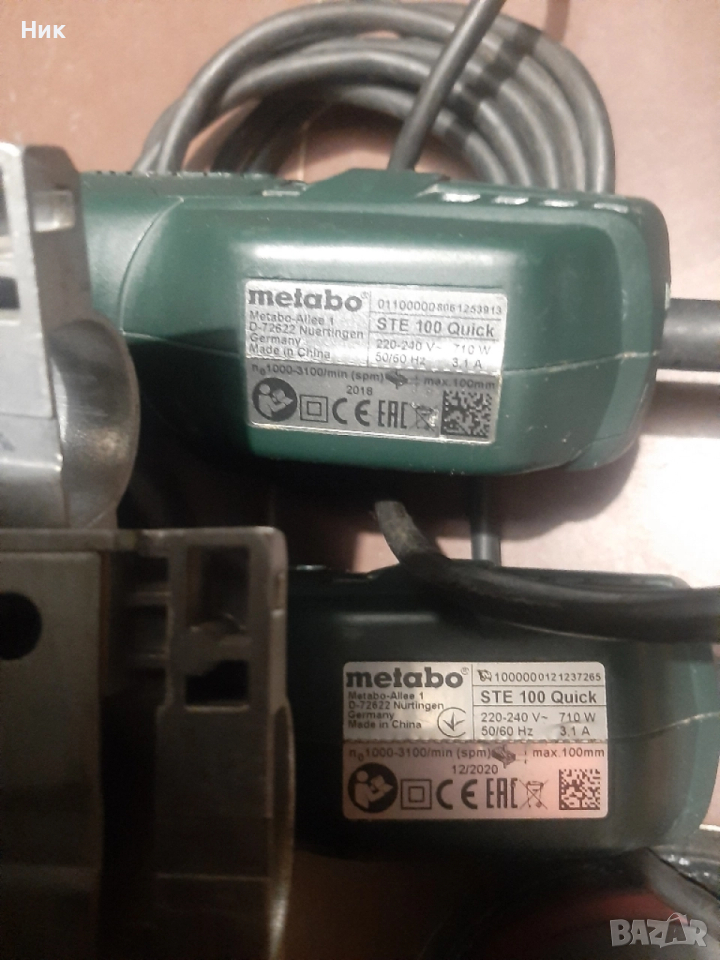 Ник
metabo®
Metabo-Allee 1
D-72622 Nuertingen
Germany
Made in China
011000008061253913
STE 100 Quick
220-240 V~ 710 W
50/60 Hz 3.1 A
n0 1000-3100/min (spm) max.100mm
2018
CE EAC
metabo®
Metabo-Allee 1
D-72622 Nürtingen
Germany
Made in China
1000000121237265
STE 100 Quick
220-240 V~ 710 W
50/60 Hz 3.1 A
n0 1000-3100/min (spm) max.100mm
12/2020
CE EAC
BAZAR